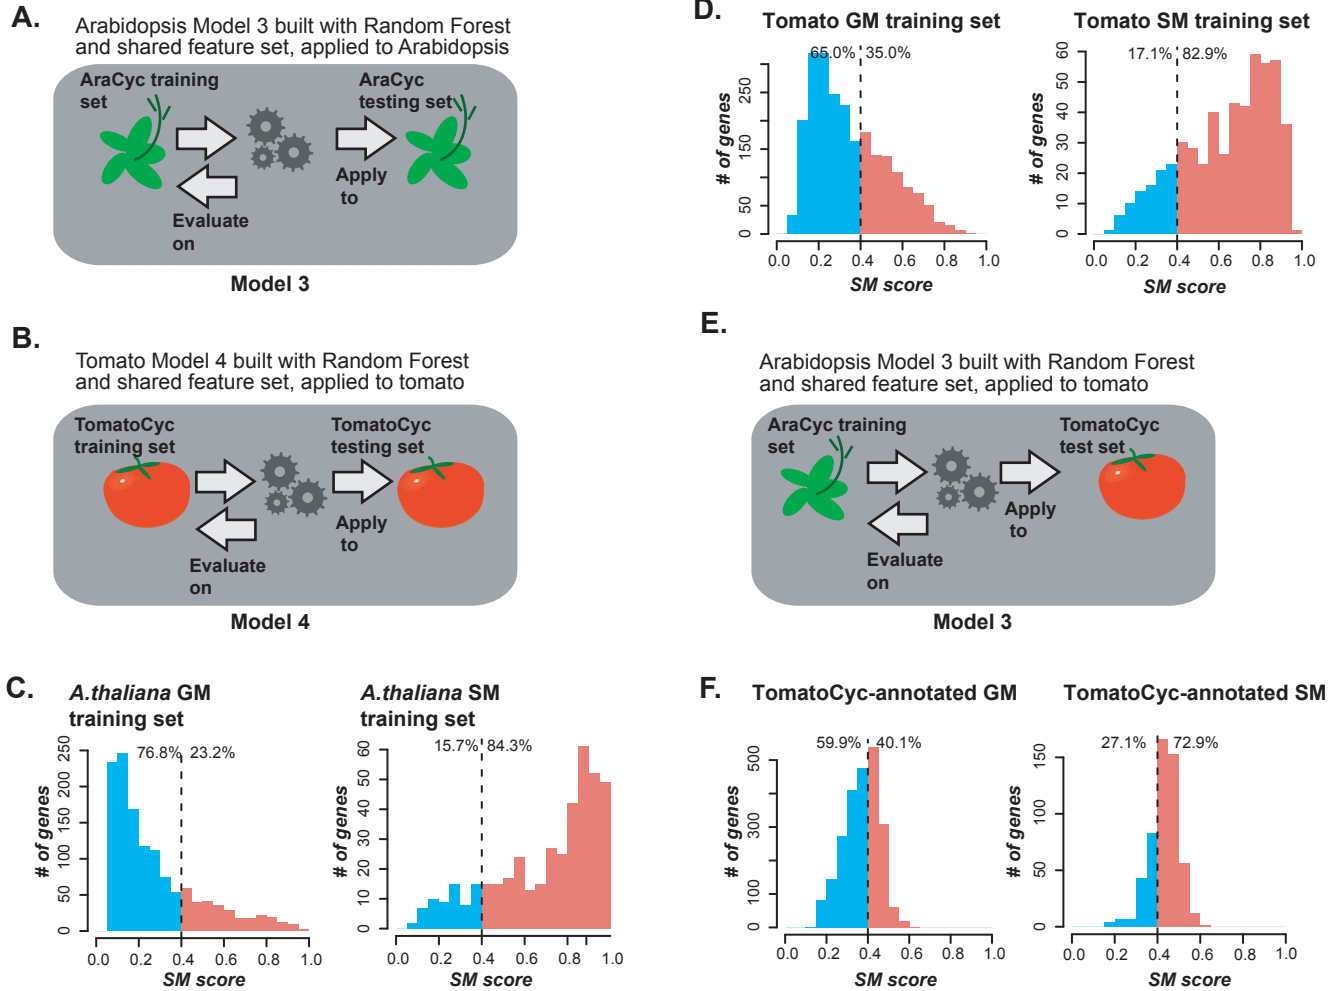 A.
Arabidopsis Model 3 built with Random Forest
and shared feature set, applied to Arabidopsis
AraCyc training
set
AraCyc
testing set
Apply
to
Evaluate
on
Model 3
B.
Tomato Model 4 built with Random Forest
and shared feature set, applied to tomato
TomatoCyc
training set
TomatoCyc
testing set
Apply
to
Evaluate
on
Model 4
C.
A.thaliana GM
training set
76.8% 23.2%
# of genes
0 50 100 150 200 250
0.0 0.2 0.4 0.6 0.8 1.0
SM score
A.thaliana SM
training set
15.7% 84.3%
# of genes
0 10 20 30 40 50 60
0.0 0.2 0.4 0.6 0.8 1.0
SM score
D.
Tomato GM training set
65.0% 35.0%
# of genes
0 50 150 250
0.0 0.2 0.4 0.6 0.8 1.0
SM score
Tomato SM training set
17.1% 82.9%
# of genes
0 10 20 30 40 50 60
0.0 0.2 0.4 0.6 0.8 1.0
SM score
E.
Arabidopsis Model 3 built with Random Forest
and shared feature set, applied to tomato
AraCyc training
set
TomatoCyc
test set
Apply
to
Evaluate
on
Model 3
F.
TomatoCyc-annotated GM
59.9% 40.1%
# of genes
0 100 300 500
0.0 0.2 0.4 0.6 0.8 1.0
SM score
TomatoCyc-annotated SM
27.1% 72.9%
# of genes
0 50 100 150
0.0 0.2 0.4 0.6 0.8 1.0
SM score